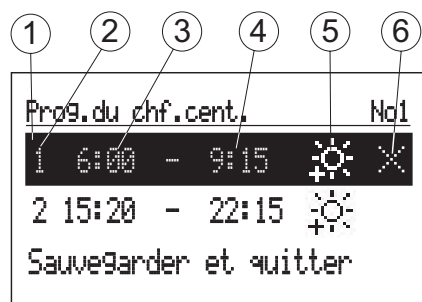 1 2 3 4 5 6
Prog.du chf.cent. No1
1 6:00 - 9:15
2 15:20 - 22:15
Sauvegarder et quitter